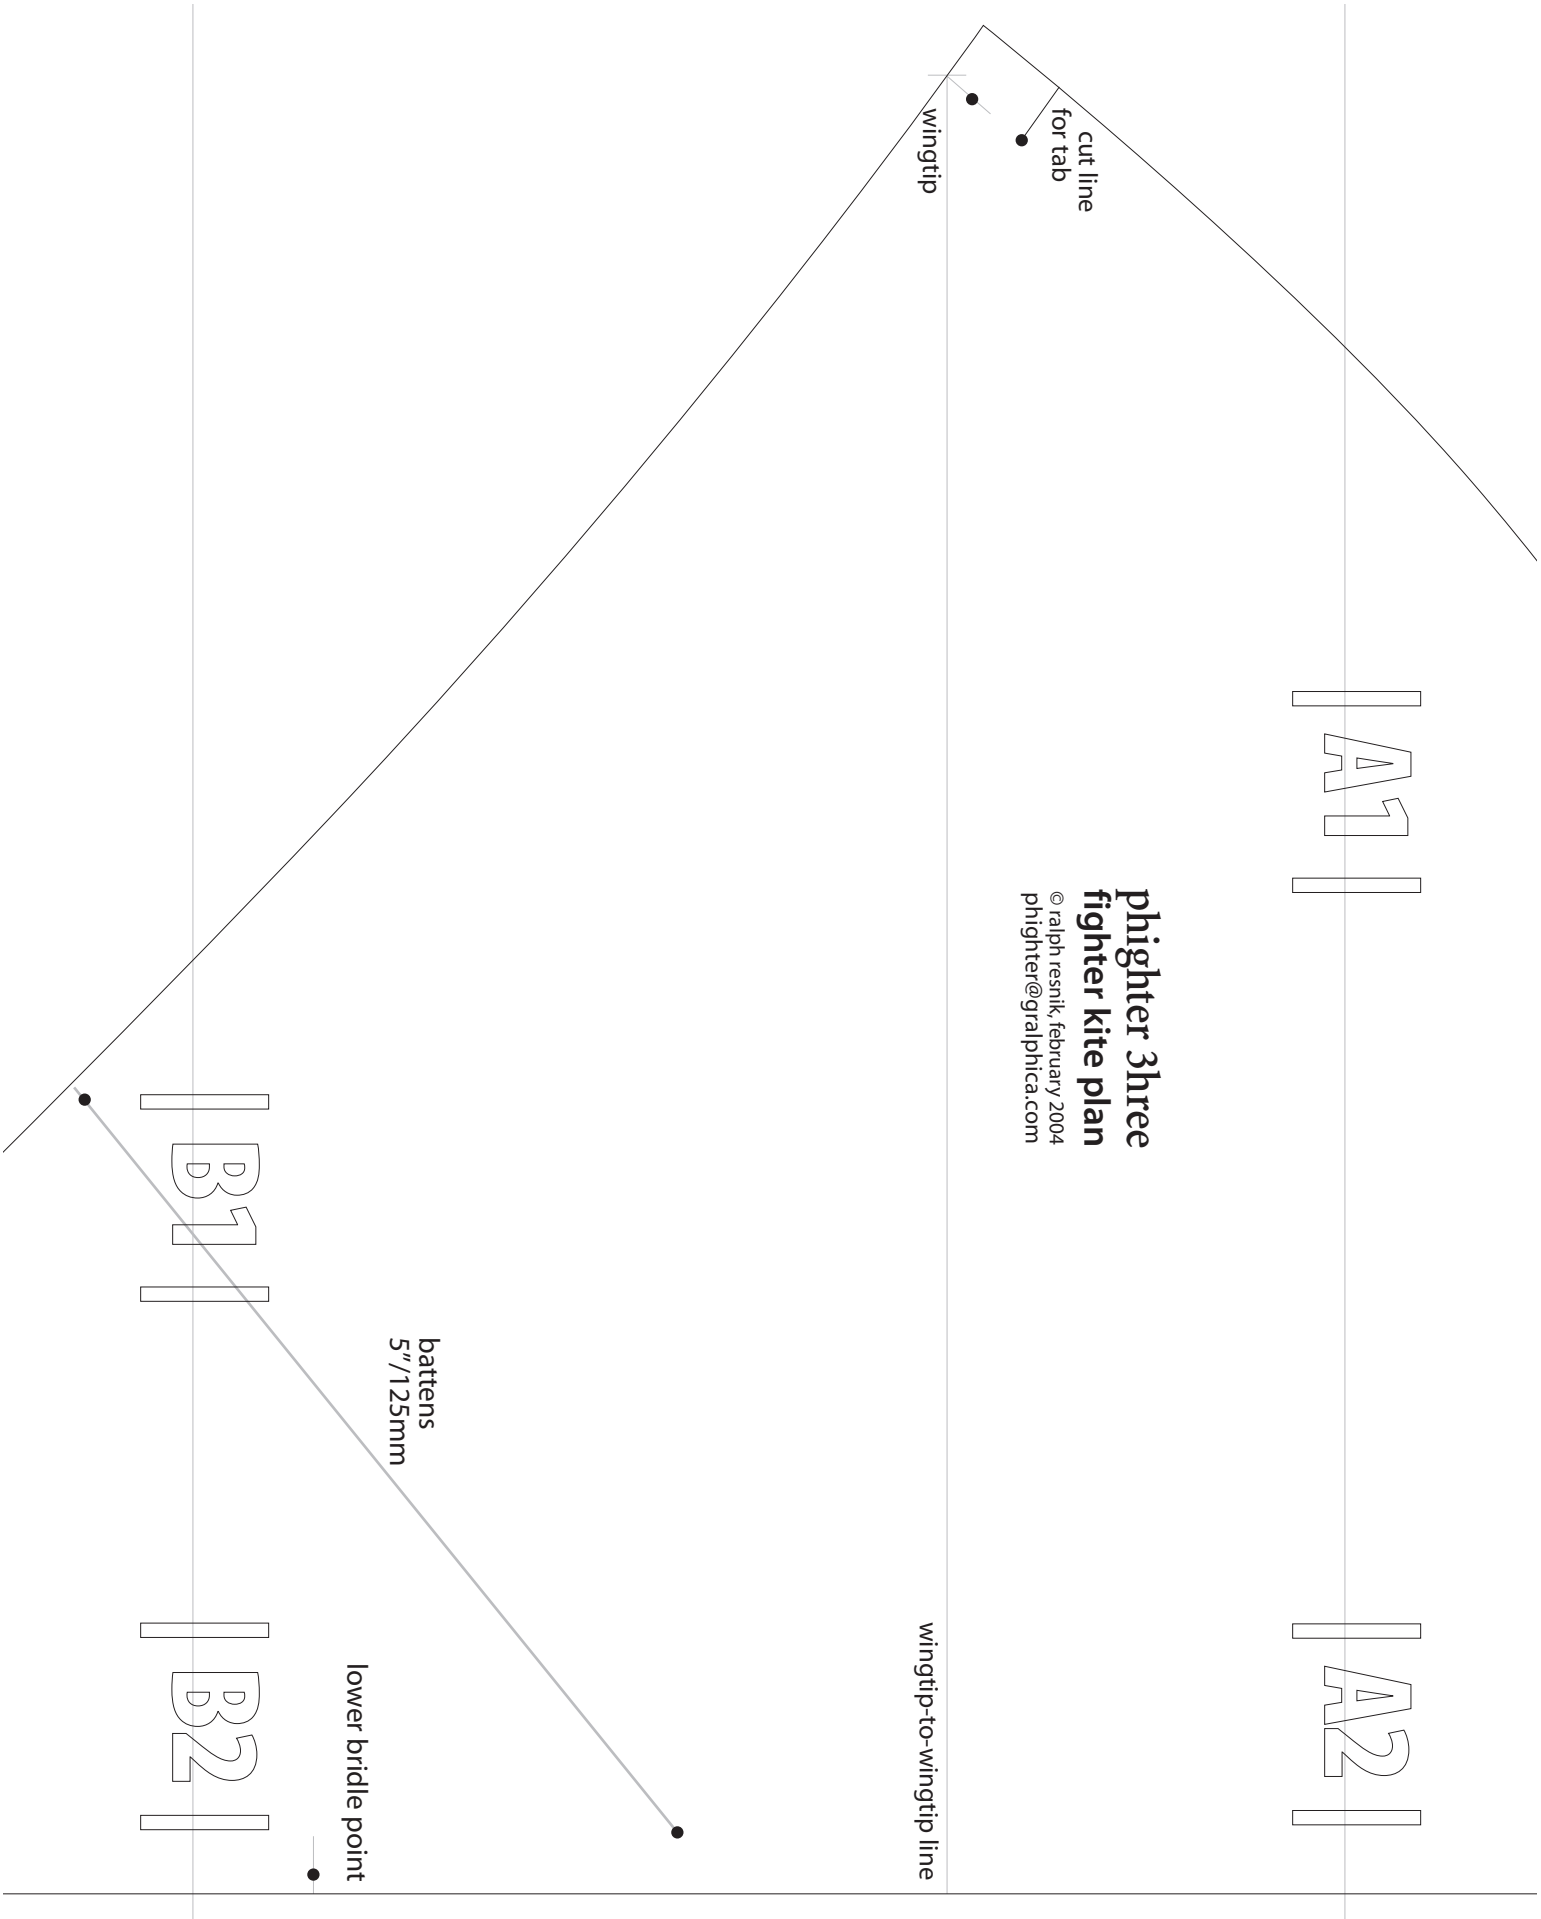 cut line
for tab
wingtip
A1
phighter 3hree
fighter kite plan
© ralph resnik, february 2004
phighter@gralphica.com
B1
battens
5"/125mm
A2
wingtip-to-wingtip line
lower bridle point
B2